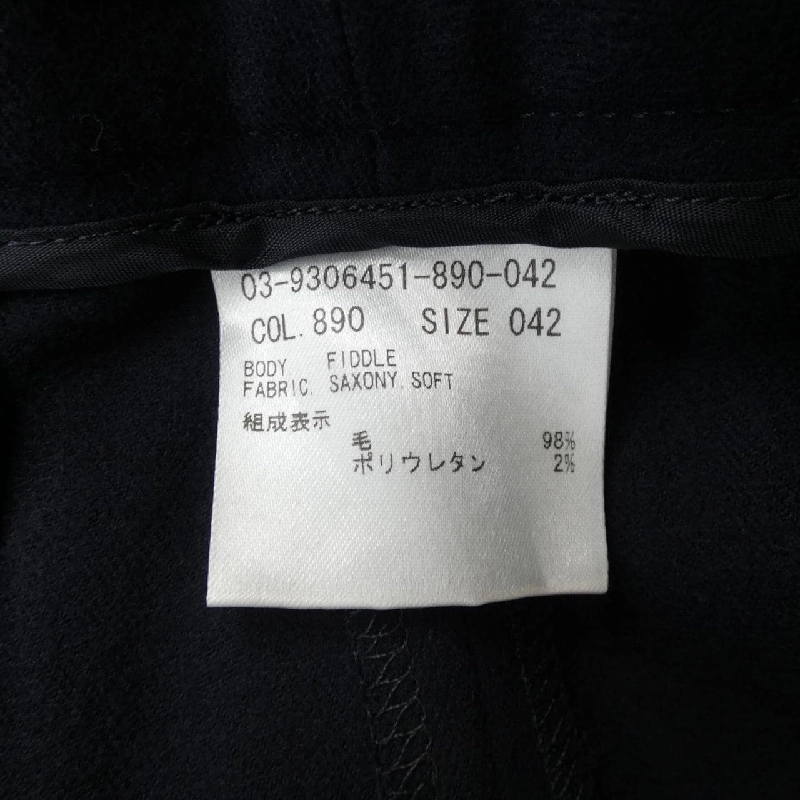 03-9306451-890-042
COL. 890 SIZE 042
BODY FIDDLE
FABRIC. SAXONY. SOFT
組成表示
毛 98%
ポリウレタン 2%